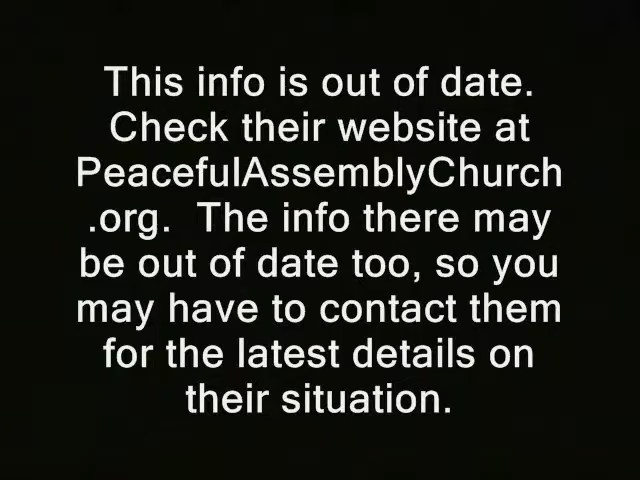 This info is out of date.
Check their website at
PeacefulAssemblyChurch
.org.  The info there may
be out of date too, so you
may have to contact them
for the latest details on
their situation.